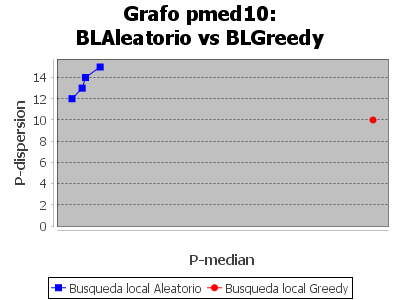 Grafo pmed10:
BLAleatorio vs BLGreedy
14
12
10
8
6
4
2
0
P-dispersion
P-median
Busqueda local Aleatorio
Busqueda local Greedy